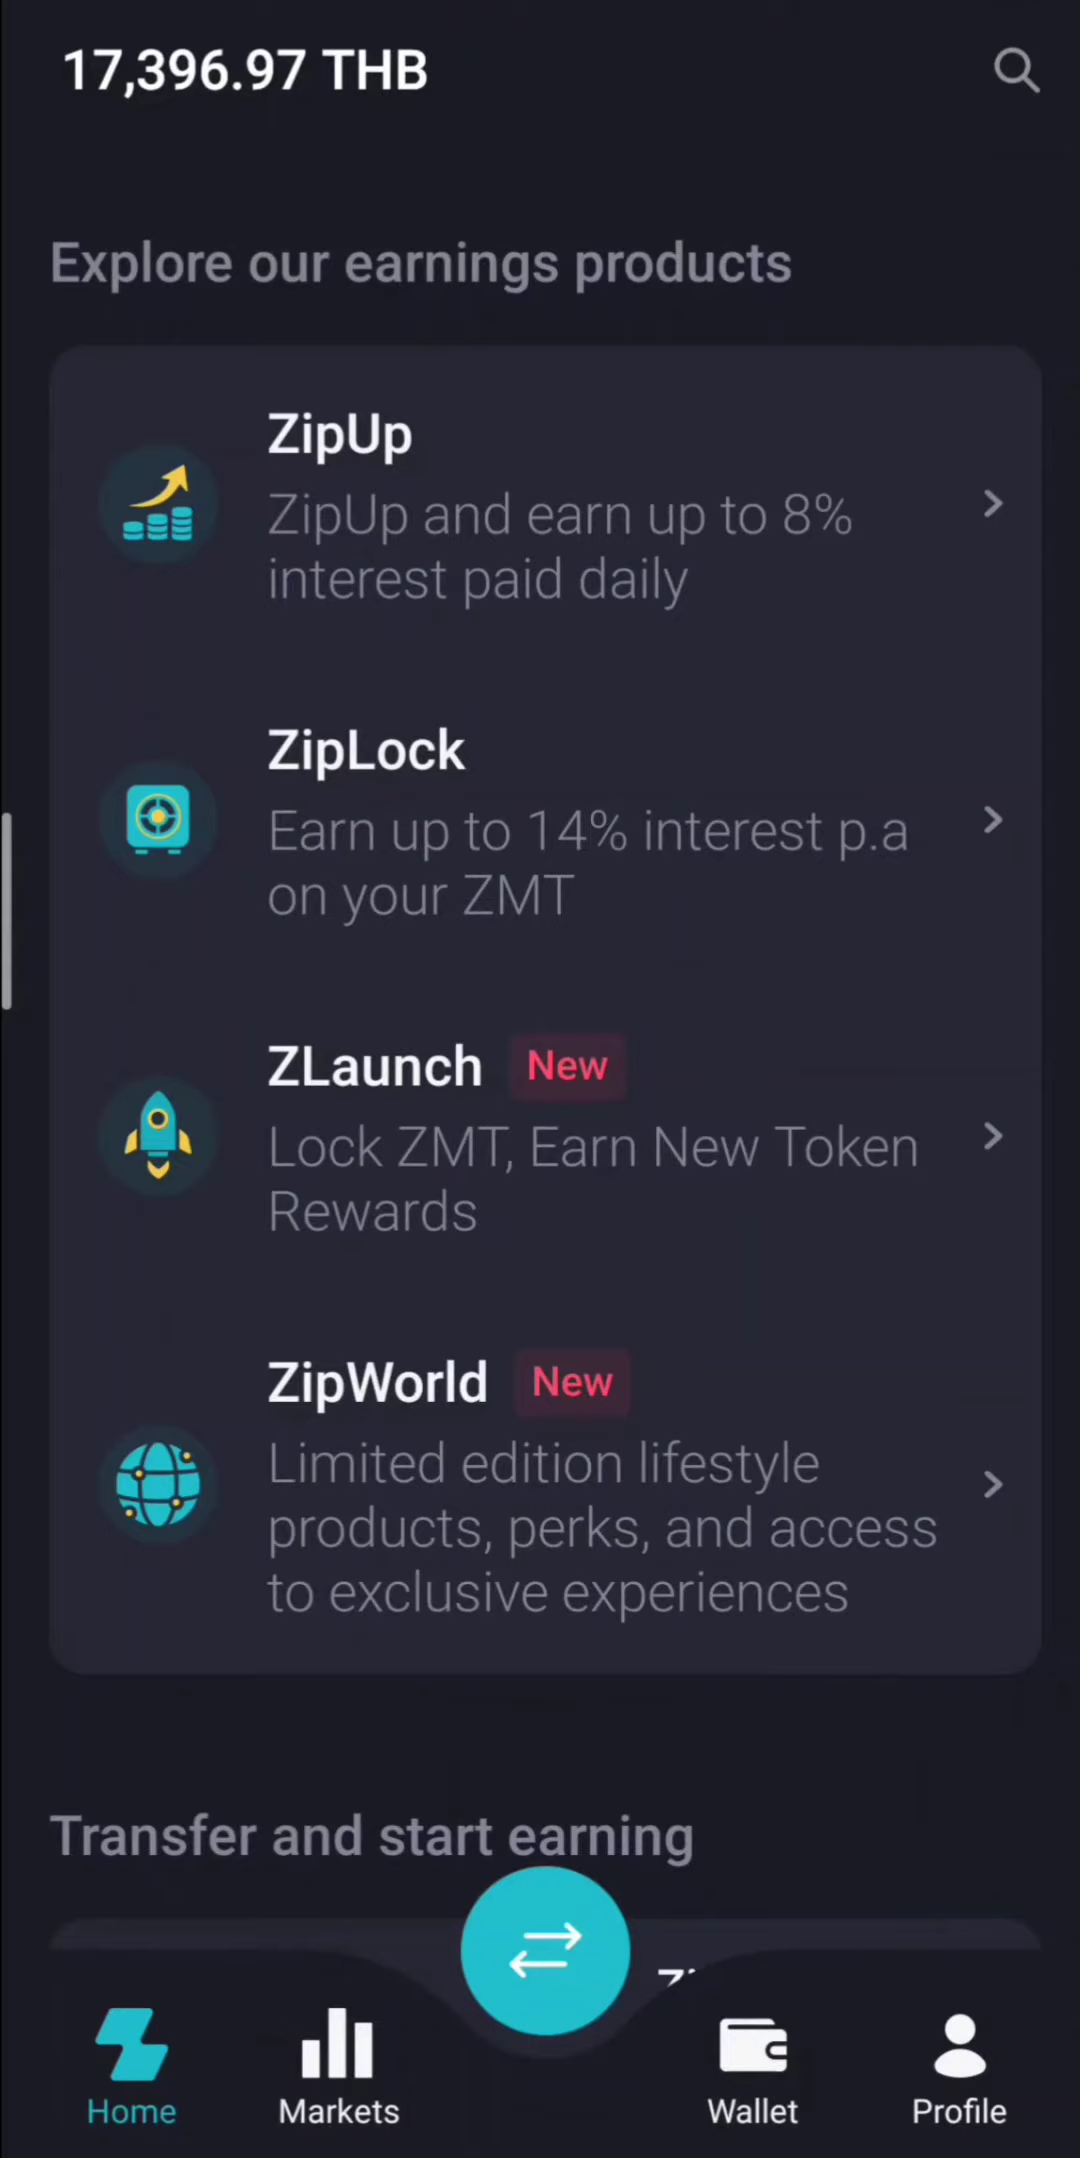 17,396.97 THB
Explore our earnings products
ZipUp
ZipUp and earn up to 8%
interest paid daily
ZipLock
Earn up to 14% interest p.a
on your ZMT
ZLaunch New
Lock ZMT, Earn New Token
Rewards
ZipWorld New
Limited edition lifestyle
products, perks, and access
to exclusive experiences
Transfer and start earning
Home
Markets
Wallet
Profile